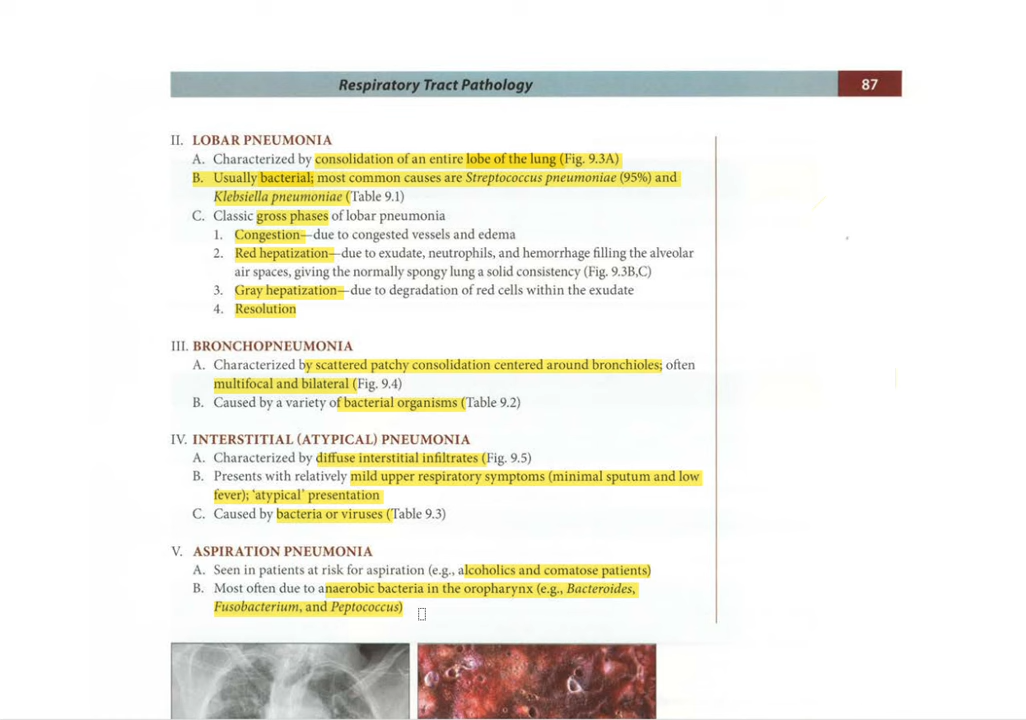 Respiratory Tract Pathology 87
II. LOBAR PNEUMONIA
A. Characterized by consolidation of an entire lobe of the lung (Fig. 9.3A)
B. Usually bacterial; most common causes are Streptococcus pneumoniae (95%) and
Klebsiella pneumoniae (Table 9.1)
C. Classic gross phases of lobar pneumonia
1. Congestion—due to congested vessels and edema
2. Red hepatization—due to exudate, neutrophils, and hemorrhage filling the alveolar
air spaces, giving the normally spongy lung a solid consistency (Fig. 9.3B,C)
3. Gray hepatization—due to degradation of red cells within the exudate
4. Resolution
III. BRONCHOPNEUMONIA
A. Characterized by scattered patchy consolidation centered around bronchioles; often
multifocal and bilateral (Fig. 9.4)
B. Caused by a variety of bacterial organisms (Table 9.2)
IV. INTERSTITIAL (ATYPICAL) PNEUMONIA
A. Characterized by diffuse interstitial infiltrates (Fig. 9.5)
B. Presents with relatively mild upper respiratory symptoms (minimal sputum and low
fever); 'atypical' presentation
C. Caused by bacteria or viruses (Table 9.3)
V. ASPIRATION PNEUMONIA
A. Seen in patients at risk for aspiration (e.g., alcoholics and comatose patients)
B. Most often due to anaerobic bacteria in the oropharynx (e.g., Bacteroides,
Fusobacterium, and Peptococcus)